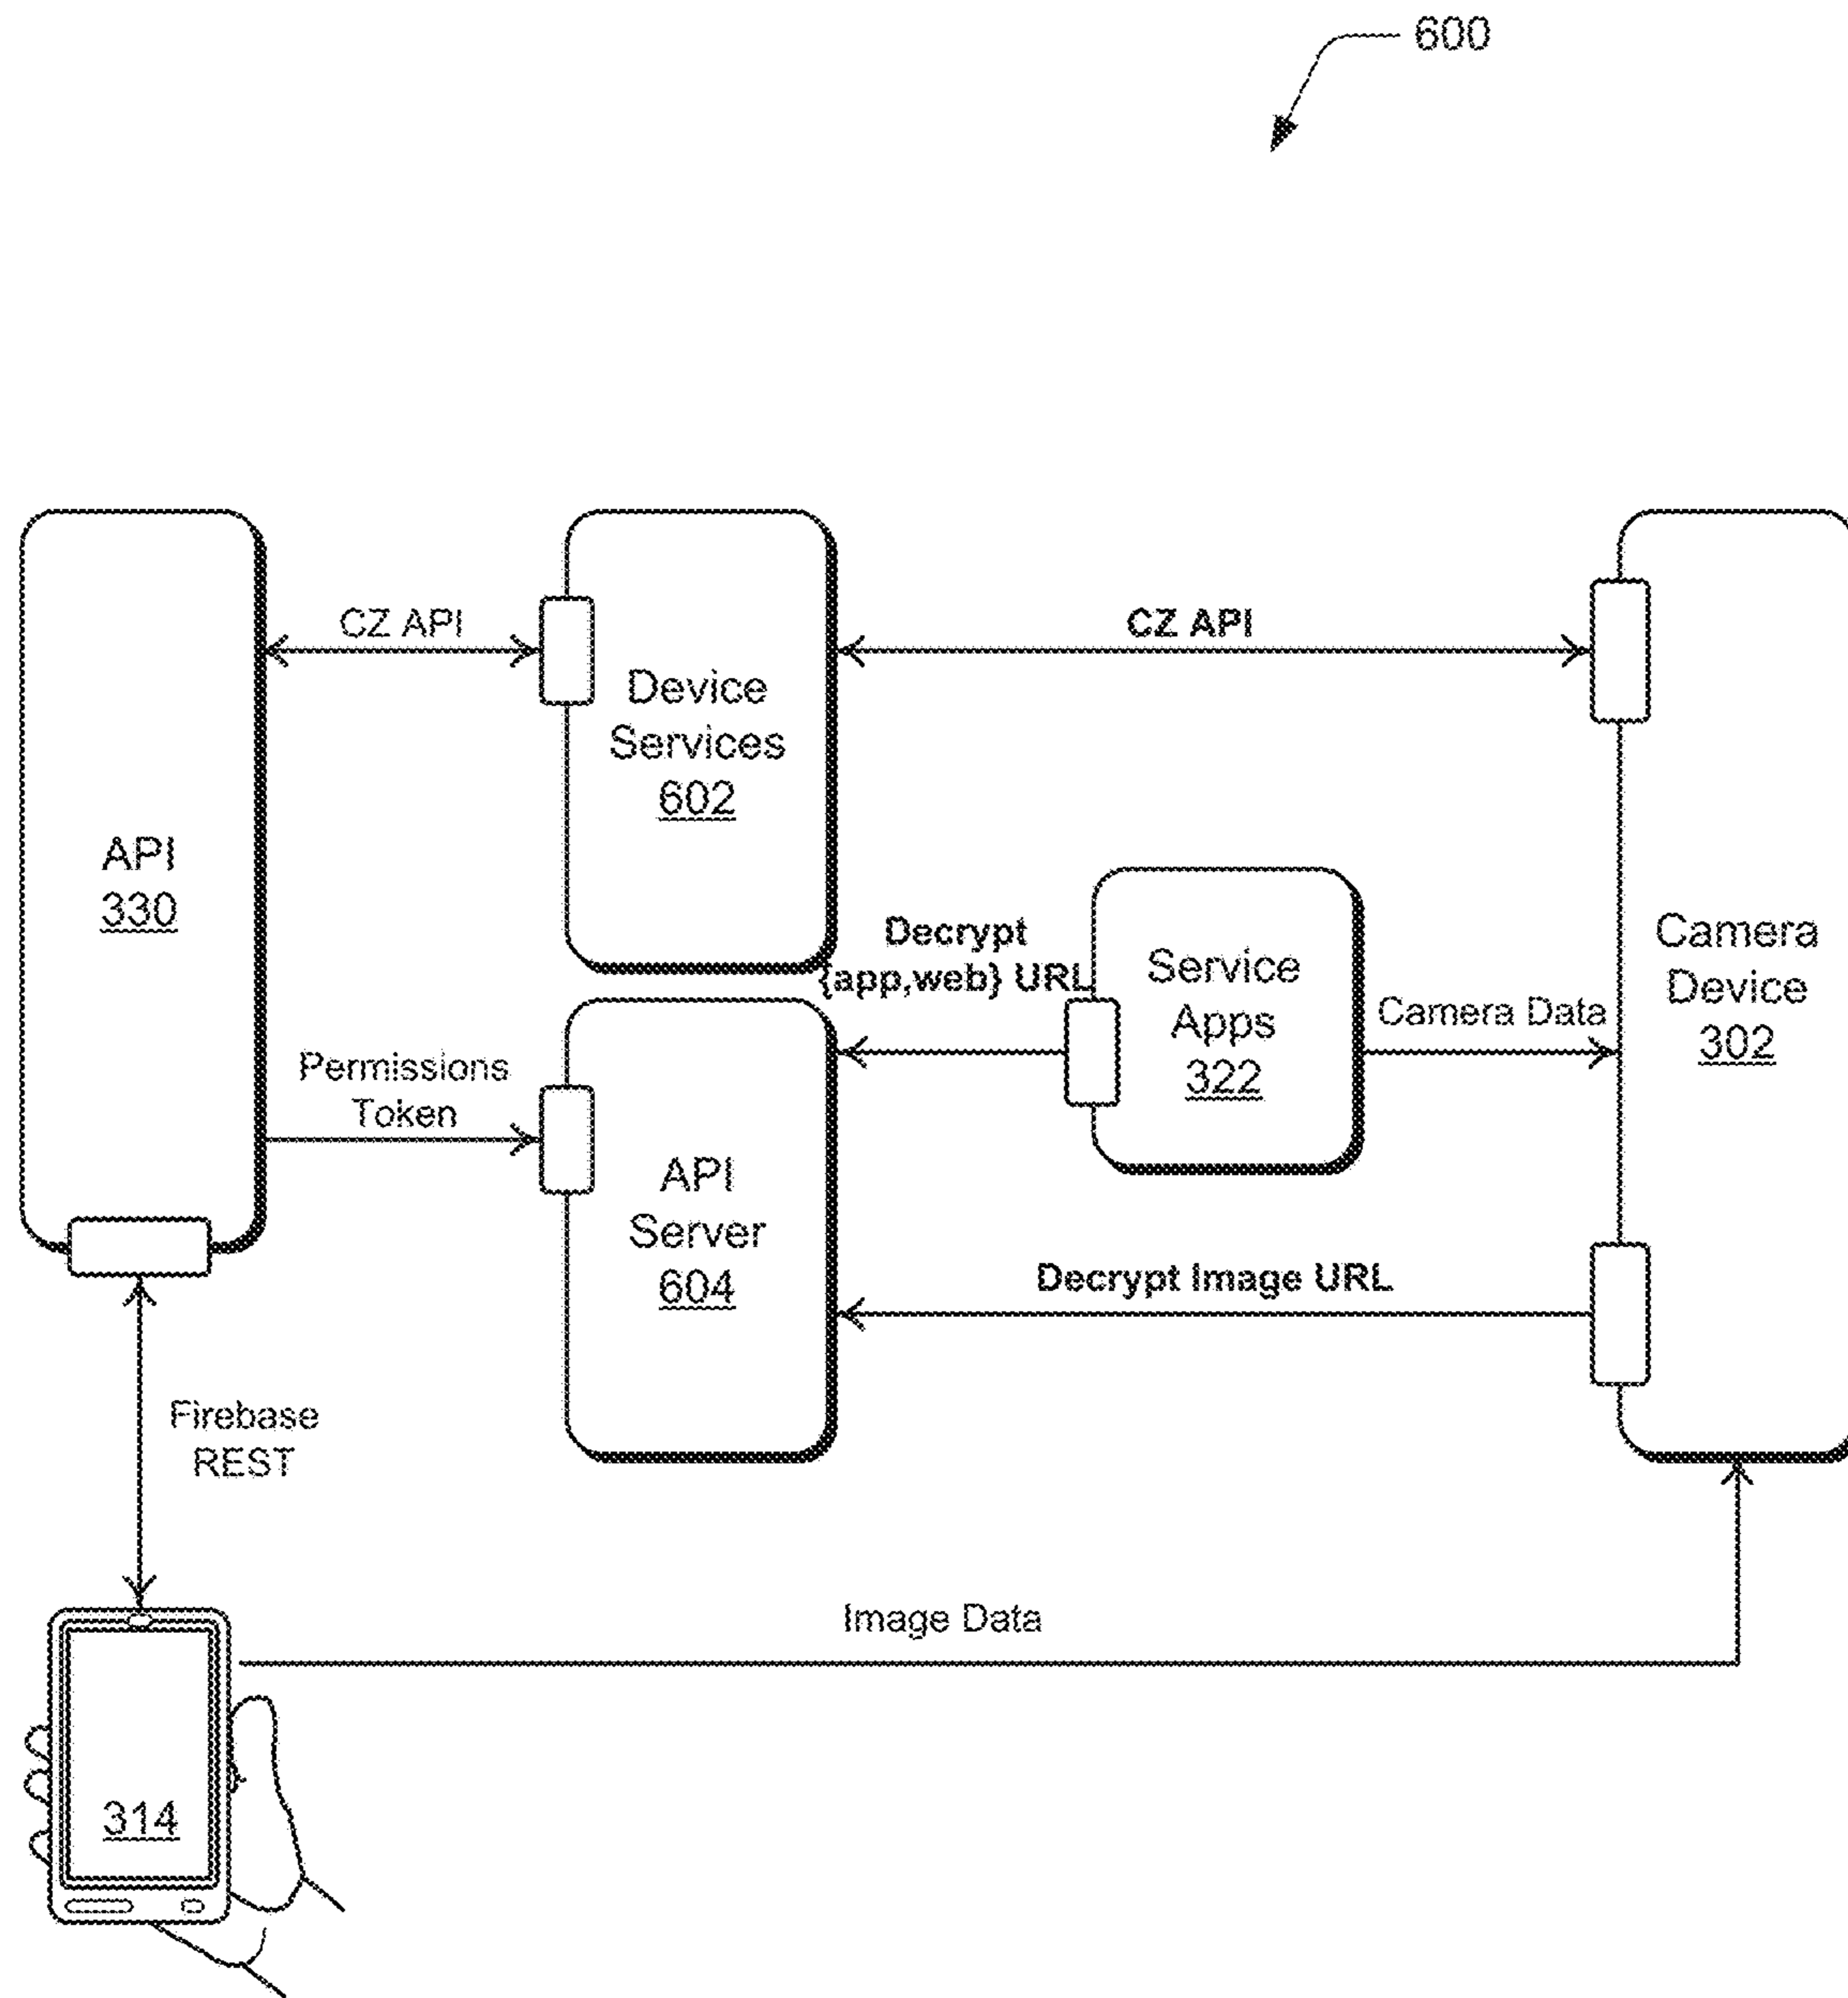 600
CZ API
CZ API
Device
Services
602
API
330
Decrypt
{app,web} URL
Service
Apps
322
Camera Data
Camera
Device
302
Permissions
Token
API
Server
604
Decrypt Image URL
Firebase
REST
Image Data
314